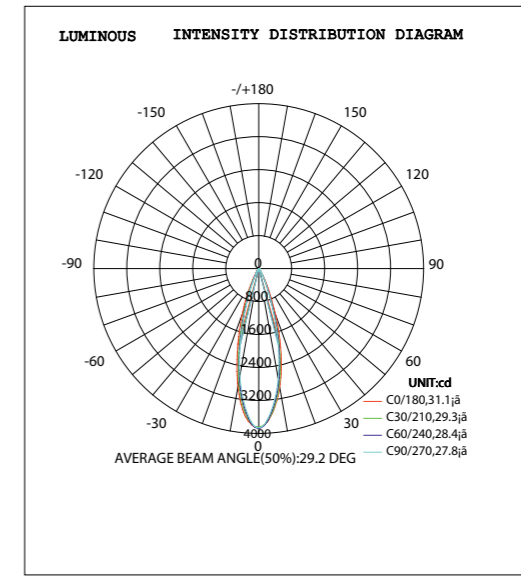 LUMINOUS INTENSITY DISTRIBUTION DIAGRAM
-/+180
-150 150
-120 120
-90 0 90
800
-60 1600 60
2400
UNIT:cd
3200 C0/180,31.1¡ã
-30 30 C30/210,29.3¡ã
4000 C60/240,28.4¡ã
0
AVERAGE BEAM ANGLE(50%):29.2 DEG C90/270,27.8¡ã